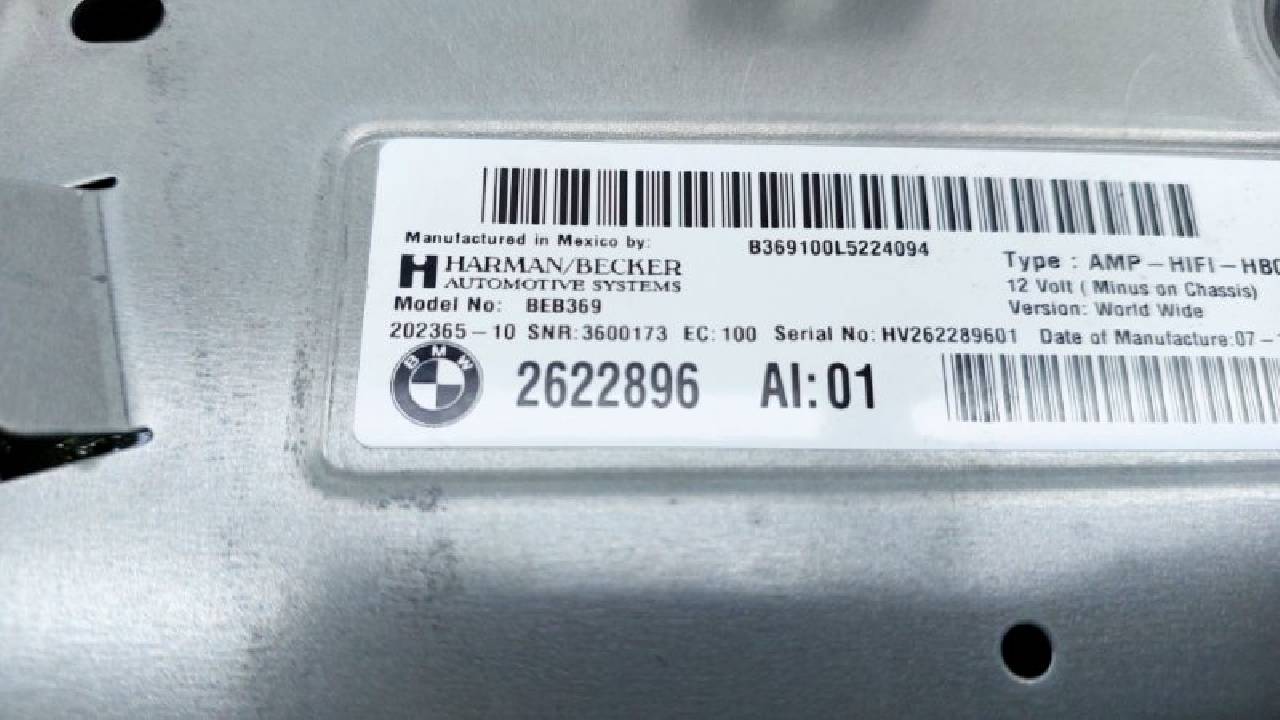 B369100L5224094
Manufactured in Mexico by:
HARMAN/BECKER
AUTOMOTIVE SYSTEMS
Type : AMP-HIFI-HB
12 Volt ( Minus on Chassis)
Version: World Wide
Model No: BEB369
202365-10 SNR:3600173 EC:100 Serial No: HV262289601 Date of Manufacture:07-
BMW 2622896 AI:01